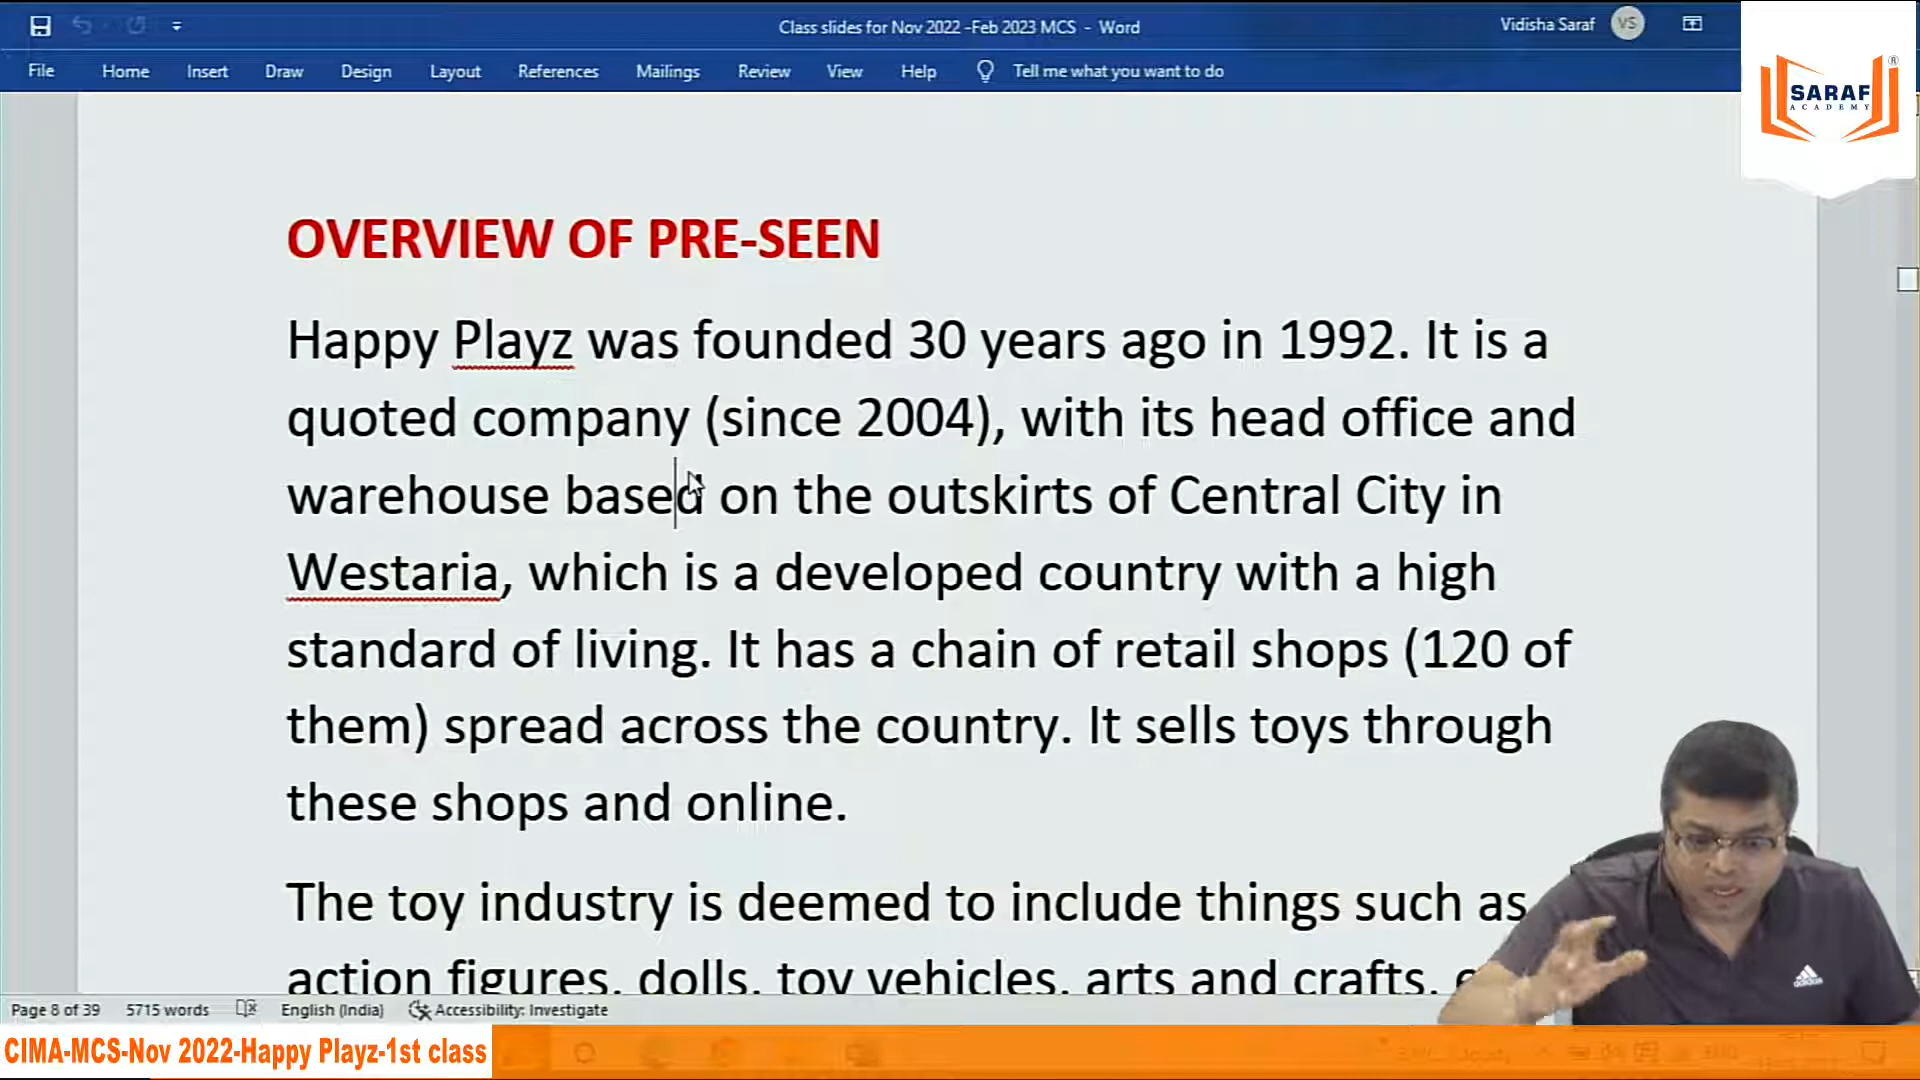 Class slides for Nov 2022 -Feb 2023 MCS - Word
Vidisha Saraf
VS
File Home Insert Draw Design Layout References Mailings Review View Help Tell me what you want to do
SARAF
ACADEMY
®
OVERVIEW OF PRE-SEEN
Happy Playz was founded 30 years ago in 1992. It is a
quoted company (since 2004), with its head office and
warehouse based on the outskirts of Central City in
Westaria, which is a developed country with a high
standard of living. It has a chain of retail shops (120 of
them) spread across the country. It sells toys through
these shops and online.
The toy industry is deemed to include things such as
action figures, dolls, toy vehicles, arts and crafts,
adidas
Page 8 of 39 5715 words English (India) Accessibility: Investigate
CIMA-MCS-Nov 2022-Happy Playz-1st class